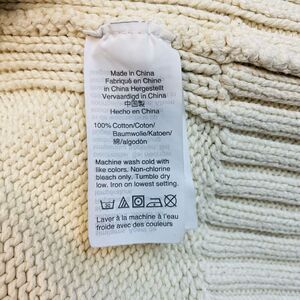 Made in China
Fabriqué en Chine
in China Hergestellt
Vervaardigd in China
中国製
Hecho en China
100% Cotton/Coton/
Baumwolle/Katoen/
綿/algodón
Machine wash cold with
like colors. Non-chlorine
bleach only. Tumble dry
low. Iron on lowest setting.
Laver à la machine à l'eau
froide avec des couleurs